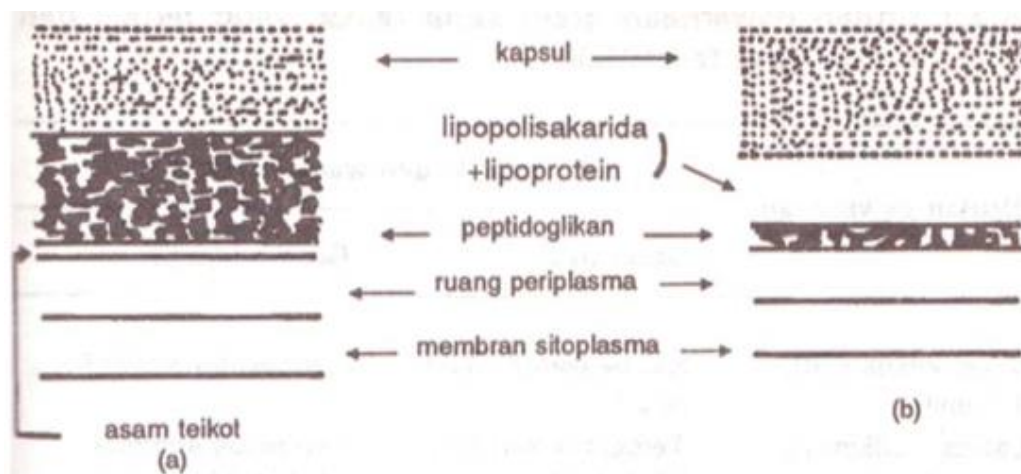 kapsul
lipopolisakarida
+lipoprotein
peptidoglikan
ruang periplasma
membran sitoplasma
asam teikot
(a)
(b)